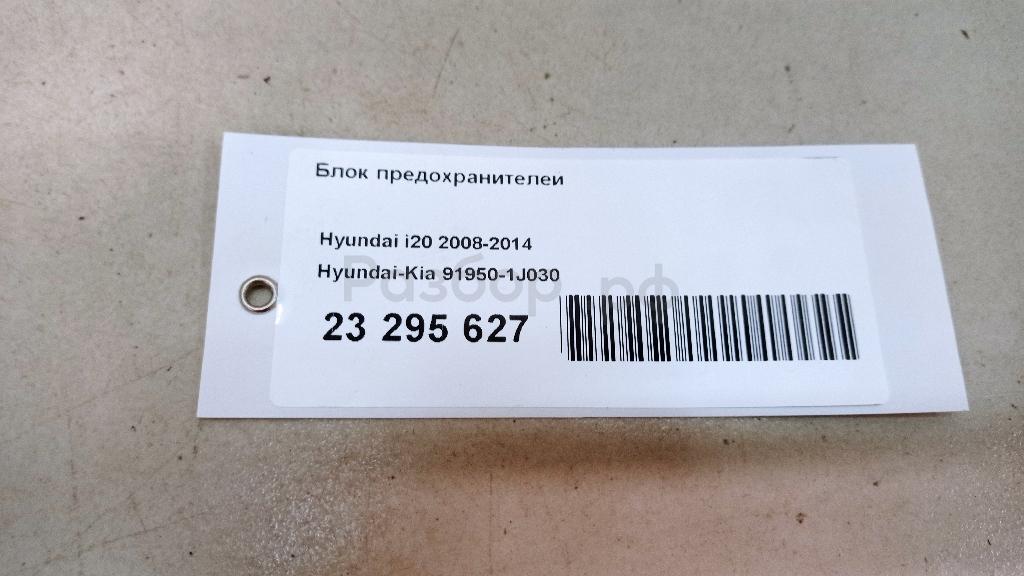 Блок предохранителей
Hyundai i20 2008-2014
Hyundai-Kia 91950-1J030
Разбор.рф
23 295 627